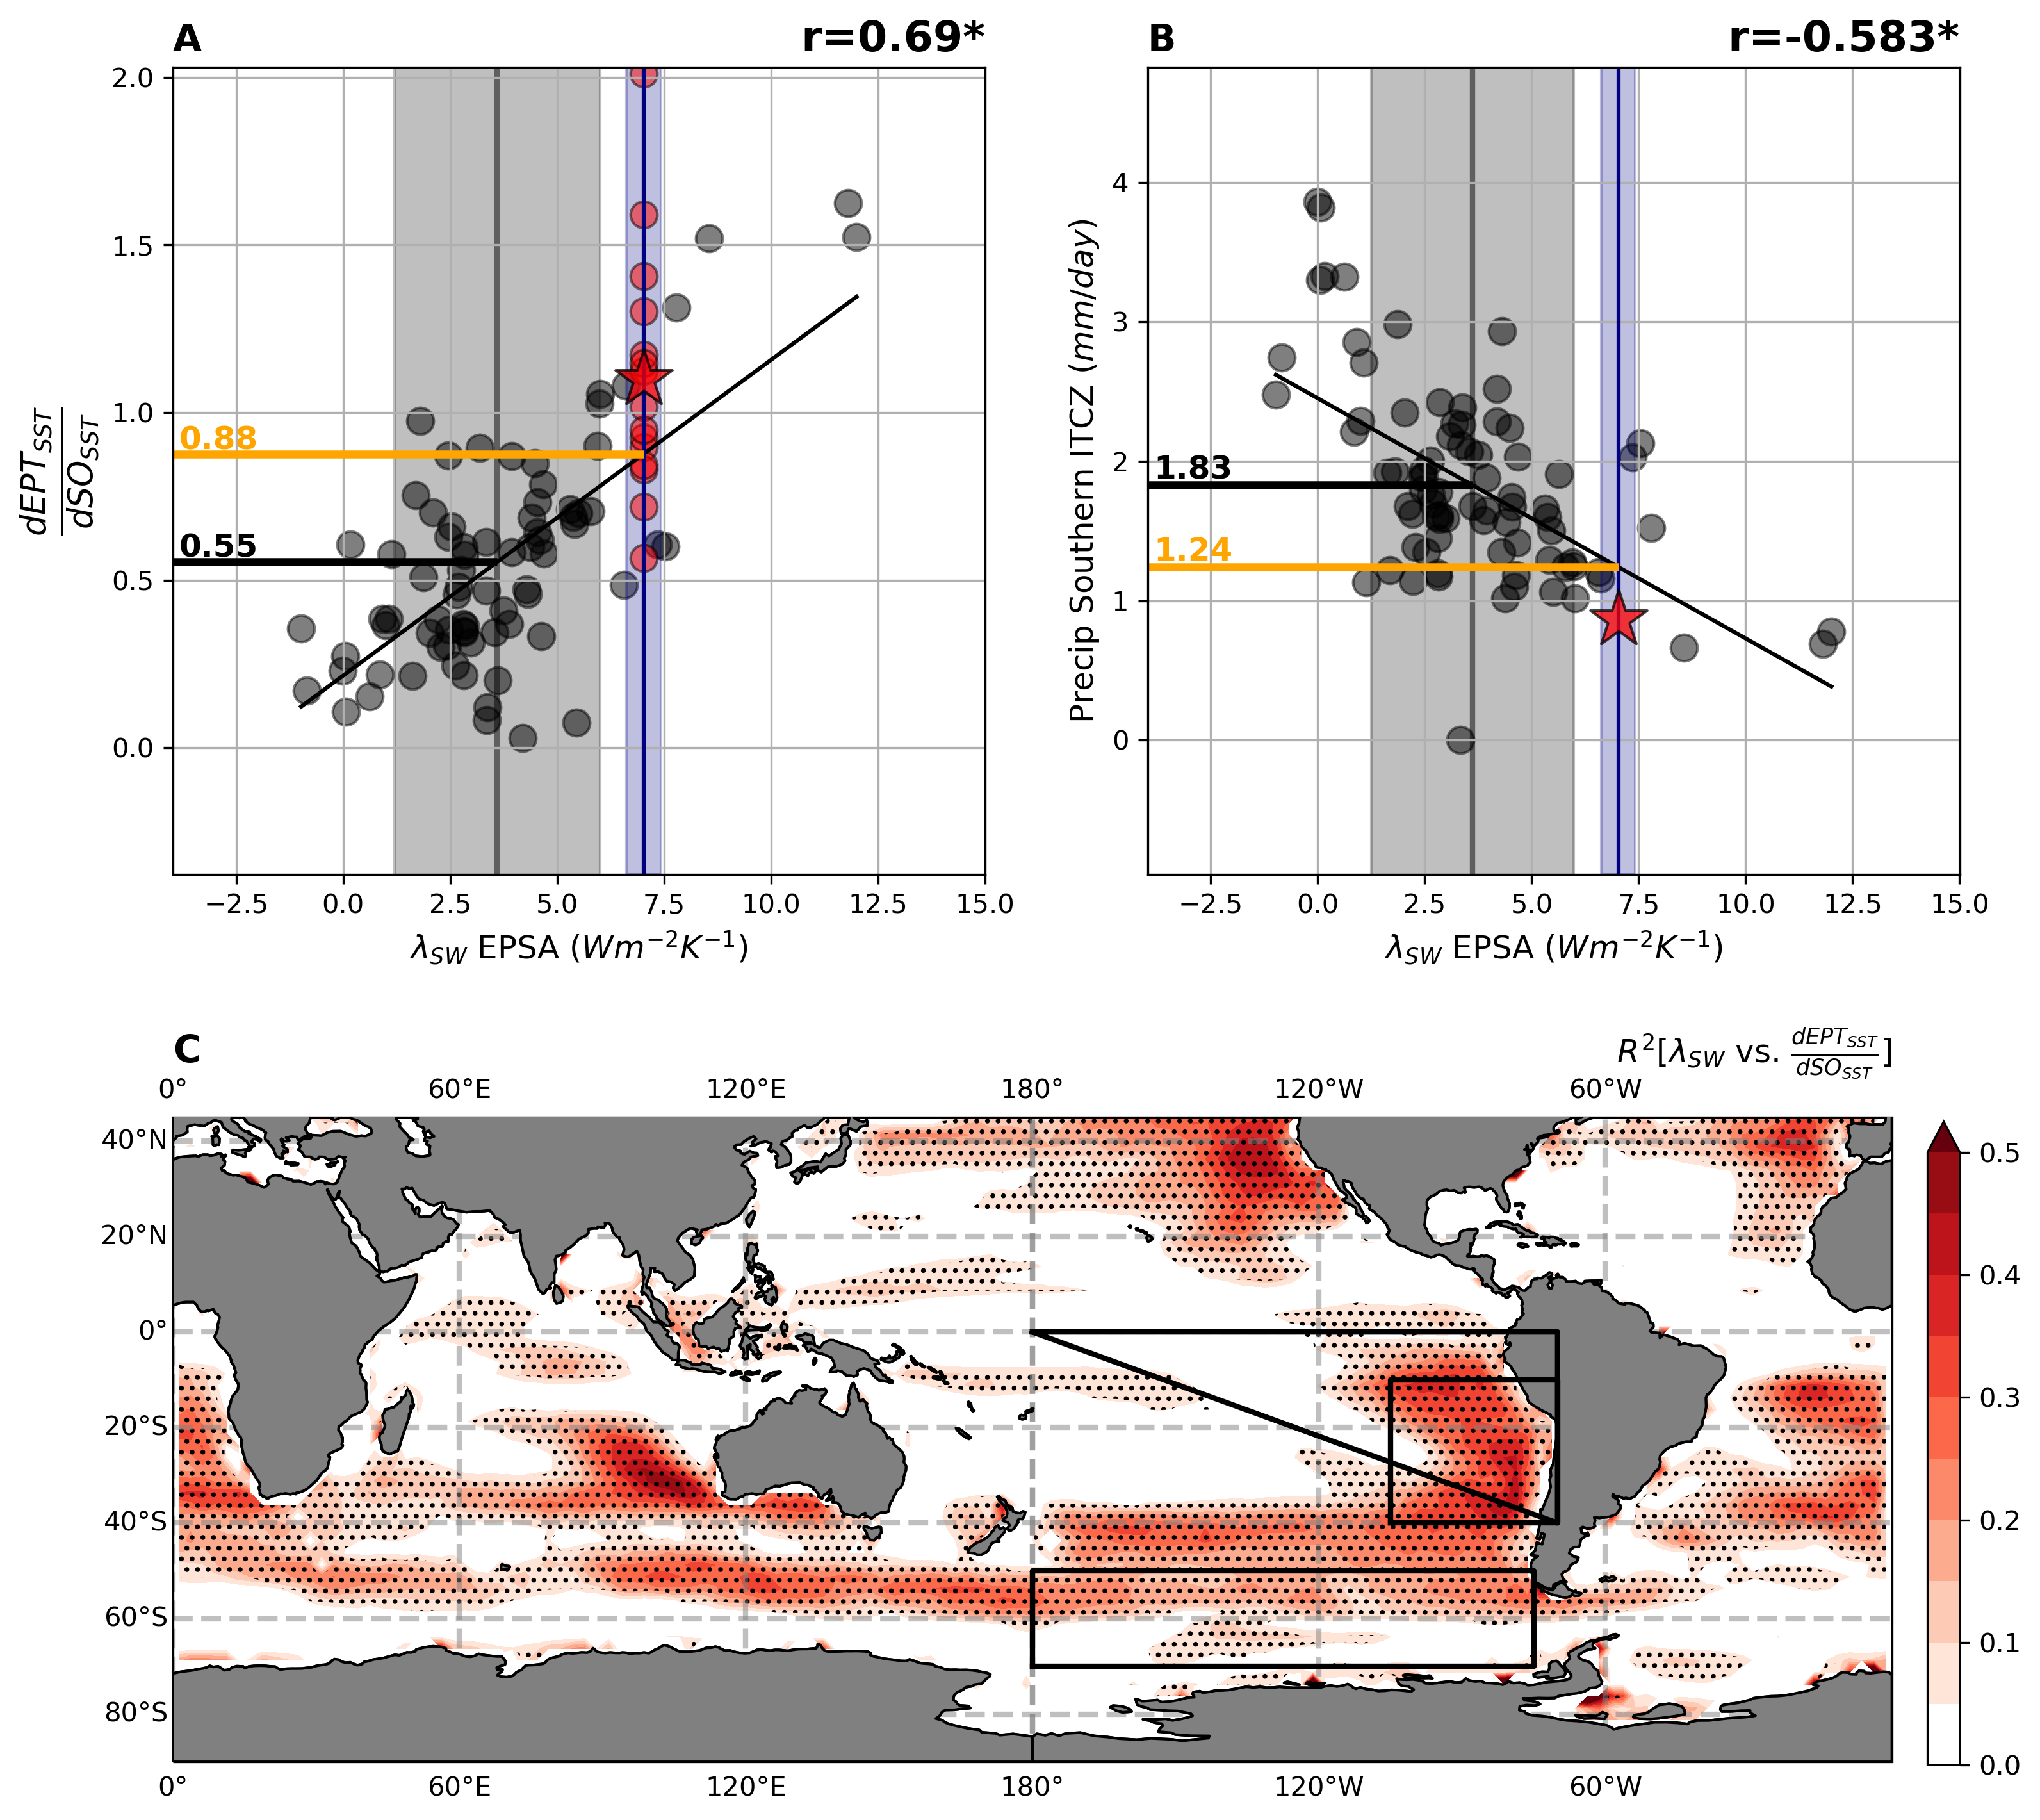 A
r=0.69*
2.0
1.5
1.0
0.5
0.0
dEPT_SST
dSO_SST
0.88
0.55
−2.5 0.0 2.5 5.0 7.5 10.0 12.5 15.0
λ_SW EPSA (Wm⁻²K⁻¹)
B
r=-0.583*
4
3
2
1
0
Precip Southern ITCZ (mm/day)
1.83
1.24
−2.5 0.0 2.5 5.0 7.5 10.0 12.5 15.0
λ_SW EPSA (Wm⁻²K⁻¹)
C
R²[λ_SW vs. dEPT_SST/dSO_SST]
0° 60°E 120°E 180° 120°W 60°W
40°N
20°N
0°
20°S
40°S
60°S
80°S
0° 60°E 120°E 180° 120°W 60°W
0.5
0.4
0.3
0.2
0.1
0.0